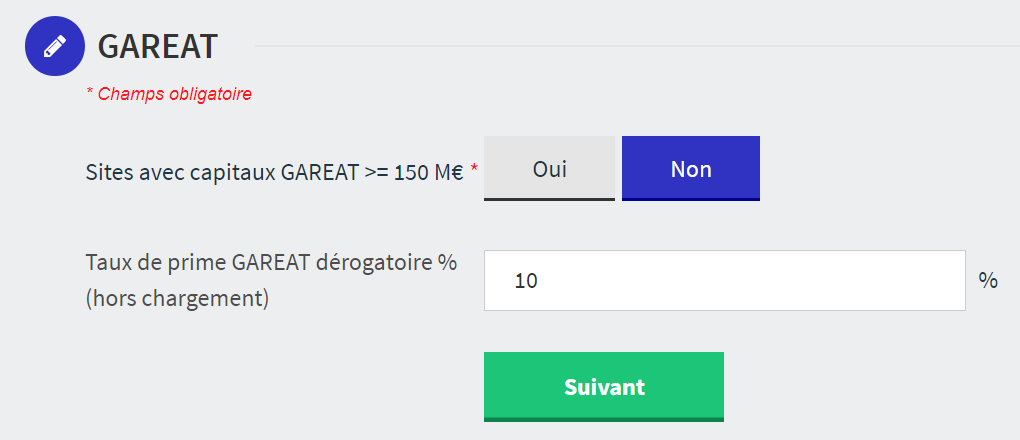 GAREAT
* Champs obligatoire
Sites avec capitaux GAREAT >= 150 M€ * Oui Non
Taux de prime GAREAT dérogatoire %
(hors chargement)
10 %
Suivant